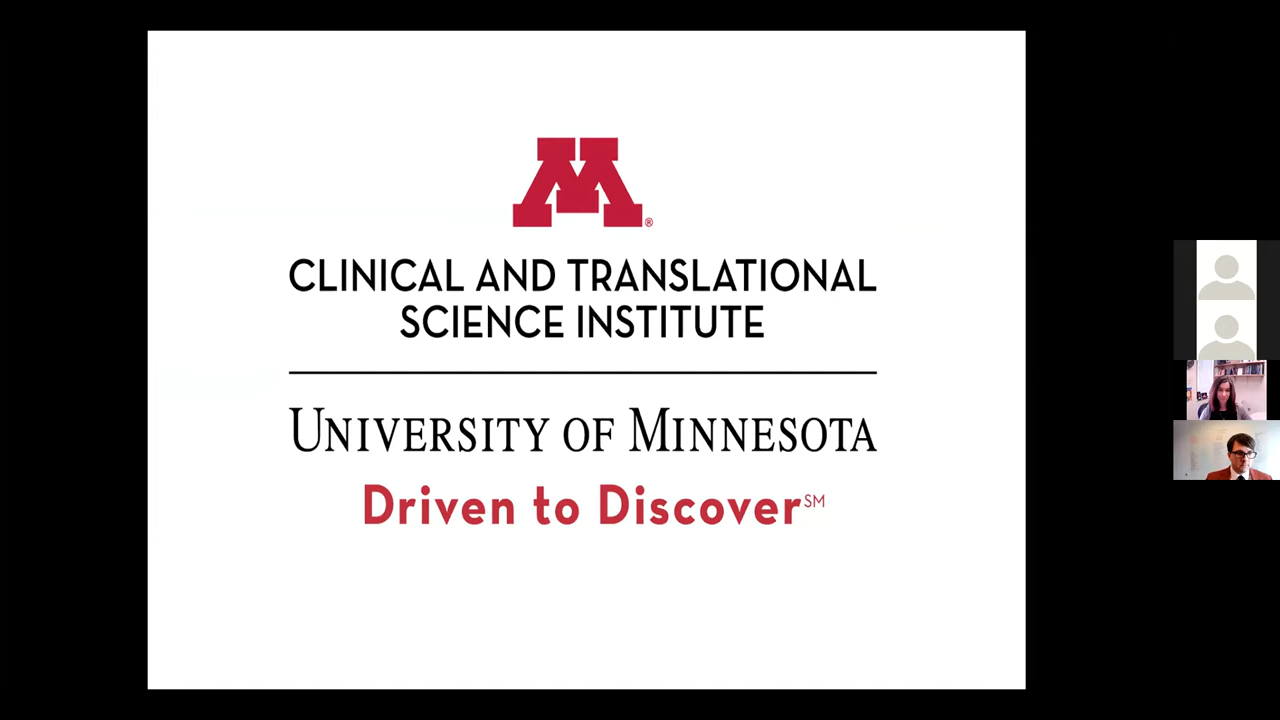 M®
CLINICAL AND TRANSLATIONAL
SCIENCE INSTITUTE
UNIVERSITY OF MINNESOTA
Driven to Discover℠